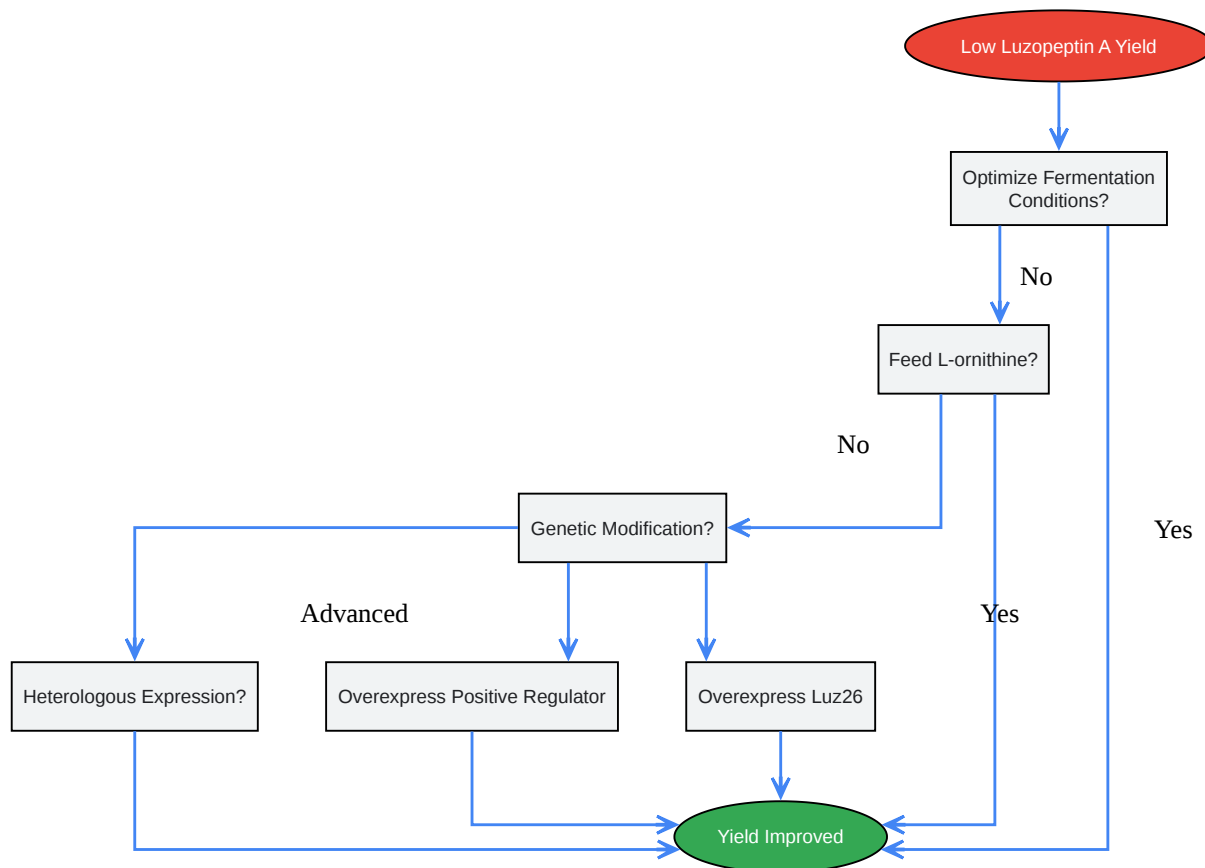 Low Luzopeptin A Yield
Optimize Fermentation
Conditions?
No
Feed L-ornithine?
No
Genetic Modification?
Yes
Advanced
Yes
Heterologous Expression?
Overexpress Positive Regulator
Overexpress Luz26
Yield Improved